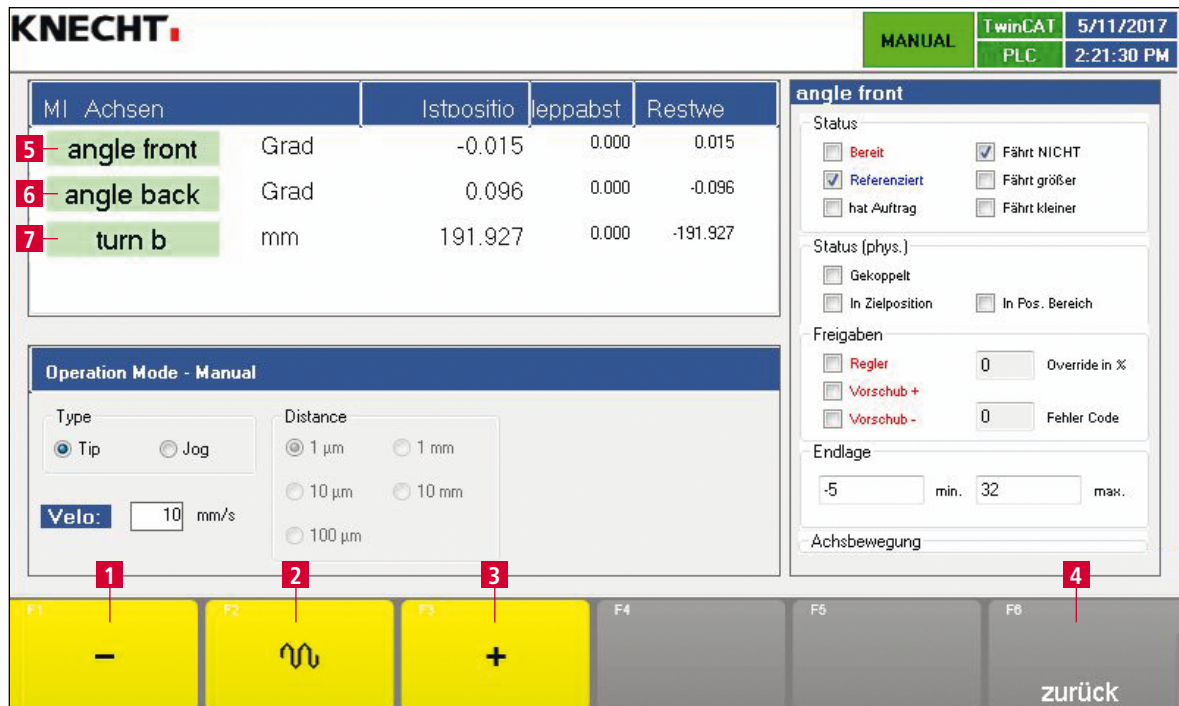 KNECHT
MANUAL
TwinCAT
5/11/2017
PLC
2:21:30 PM
MI Achsen
Istpositio
leppabst
Restwe
5
angle front
Grad
-0.015
0.000
0.015
6
angle back
Grad
0.096
0.000
-0.096
7
turn b
mm
191.927
0.000
-191.927
Operation Mode - Manual
Type
Tip
Jog
Velo:
10
mm/s
Distance
1 µm
1 mm
10 µm
10 mm
100 µm
angle front
Status
Bereit
Fährt NICHT
Referenziert
Fährt größer
hat Auftrag
Fährt kleiner
Status (phys.)
Gekoppelt
In Zielposition
In Pos. Bereich
Freigaben
Regler
0
Override in %
Vorschub +
Vorschub -
0
Fehler Code
Endlage
-5
min.
32
max.
Achsbewegung
1
2
3
4
F1
−
F2
F3
+
F4
F5
F6
zurück